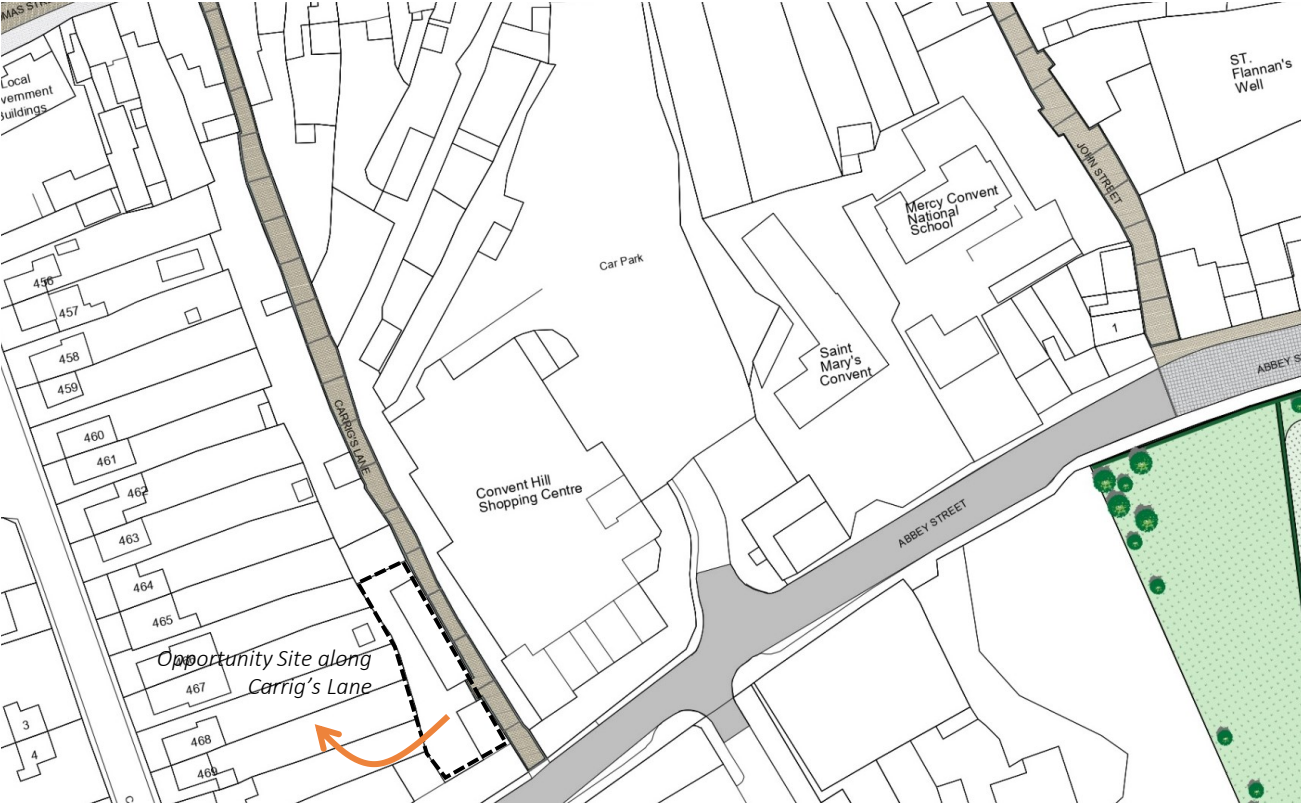 Local
vernment
Buildings
ST.
Flannan's
Well
JOHN STREET
Mercy Convent
National
School
Car Park
456
457
458
459
460
461
462
463
464
465
467
468
469
CARRIG'S LANE
Saint
Mary's
Convent
1
ABBEY S
Convent Hill
Shopping Centre
ABBEY STREET
Opportunity Site along
Carrig's Lane
3
4